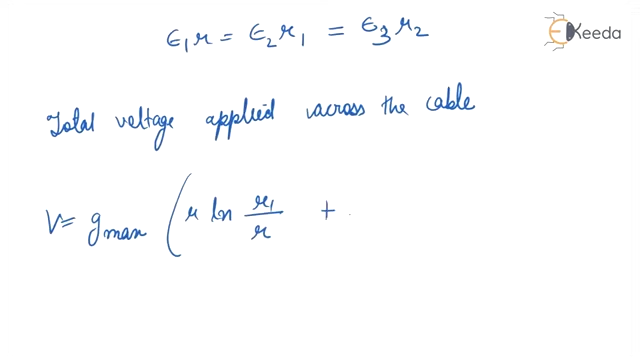 Keeda
ϵ₁r = ϵ₂r₁ = ϵ₃r₂
Total voltage applied across the cable
V= gmax ( r ln r₁/r +